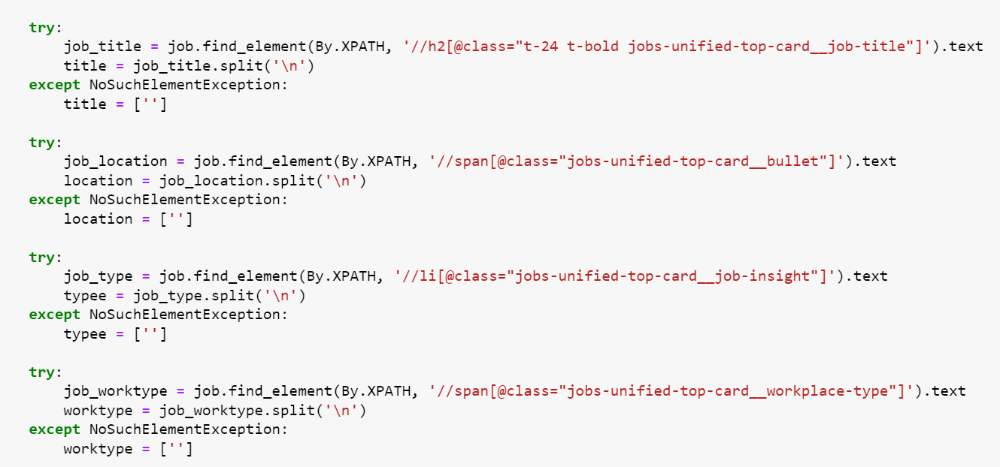 try:
    job_title = job.find_element(By.XPATH, '//h2[@class="t-24 t-bold jobs-unified-top-card__job-title"]').text
    title = job_title.split('\n')
except NoSuchElementException:
    title = ['']

try:
    job_location = job.find_element(By.XPATH, '//span[@class="jobs-unified-top-card__bullet"]').text
    location = job_location.split('\n')
except NoSuchElementException:
    location = ['']

try:
    job_type = job.find_element(By.XPATH, '//li[@class="jobs-unified-top-card__job-insight"]').text
    typee = job_type.split('\n')
except NoSuchElementException:
    typee = ['']

try:
    job_worktype = job.find_element(By.XPATH, '//span[@class="jobs-unified-top-card__workplace-type"]').text
    worktype = job_worktype.split('\n')
except NoSuchElementException:
    worktype = ['']